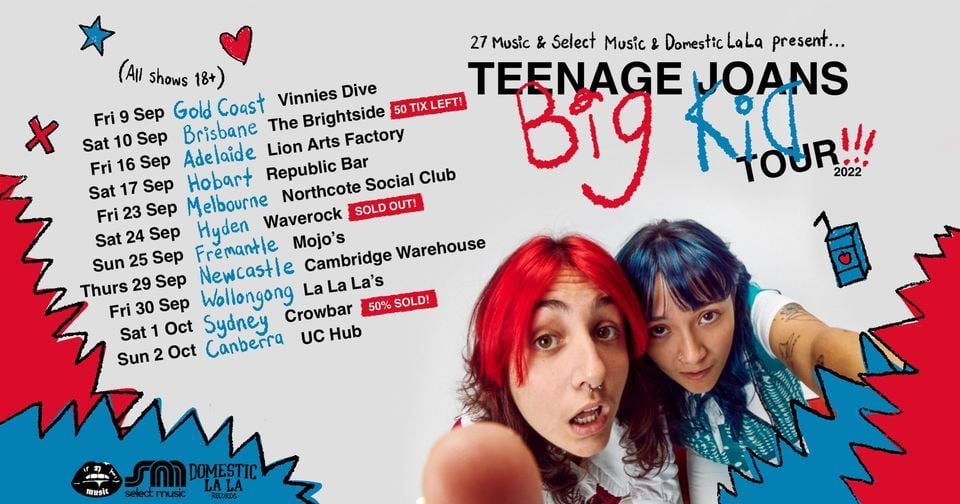 27 Music & Select Music & Domestic LaLa present...
TEENAGE JOANS
Big Kid
TOUR!!!
2022
(All shows 18+)
Fri 9 Sep Gold Coast Vinnies Dive
Sat 10 Sep Brisbane The Brightside 50 TIX LEFT!
Fri 16 Sep Adelaide Lion Arts Factory
Sat 17 Sep Hobart Republic Bar
Fri 23 Sep Melbourne Northcote Social Club
Sat 24 Sep Hyden Waverock SOLD OUT!
Sun 25 Sep Fremantle Mojo's
Thurs 29 Sep Newcastle Cambridge Warehouse
Fri 30 Sep Wollongong La La La's
Sat 1 Oct Sydney Crowbar 50% SOLD!
Sun 2 Oct Canberra UC Hub
27
music
sm
select music
DOMESTIC
LA LA
RECORDS